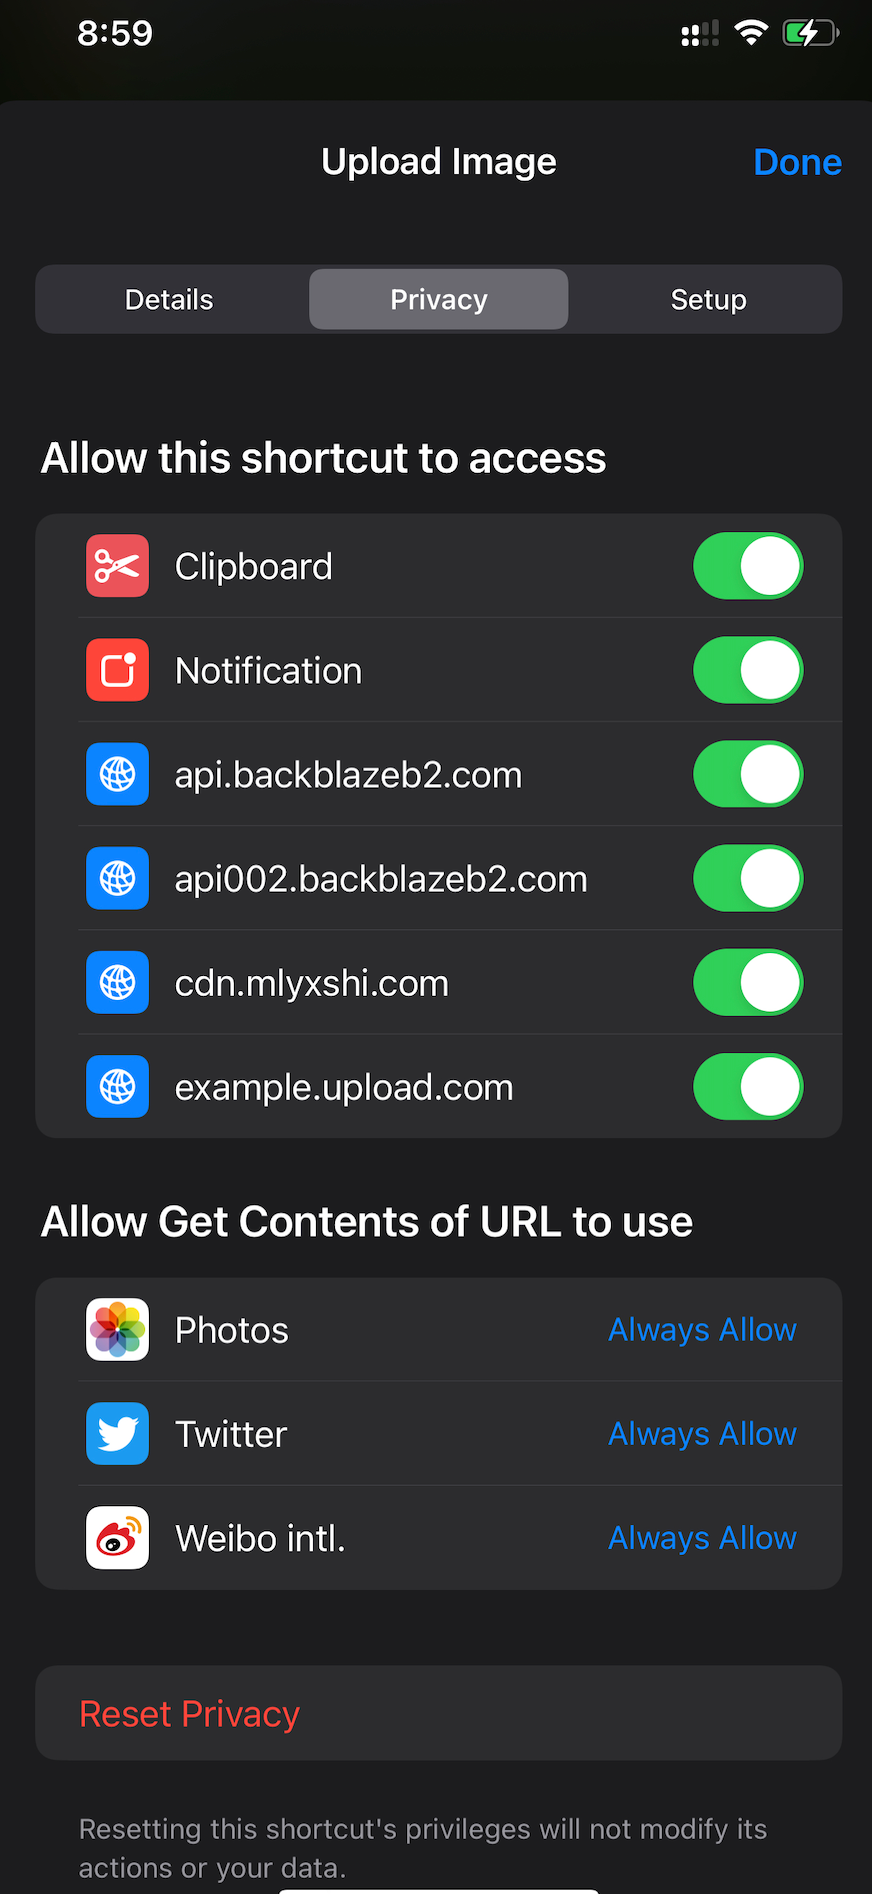 8:59
Upload Image
Done
Details
Privacy
Setup
Allow this shortcut to access
Clipboard
Notification
api.backblazeb2.com
api002.backblazeb2.com
cdn.mlyxshi.com
example.upload.com
Allow Get Contents of URL to use
Photos
Always Allow
Twitter
Always Allow
Weibo intl.
Always Allow
Reset Privacy
Resetting this shortcut's privileges will not modify its
actions or your data.